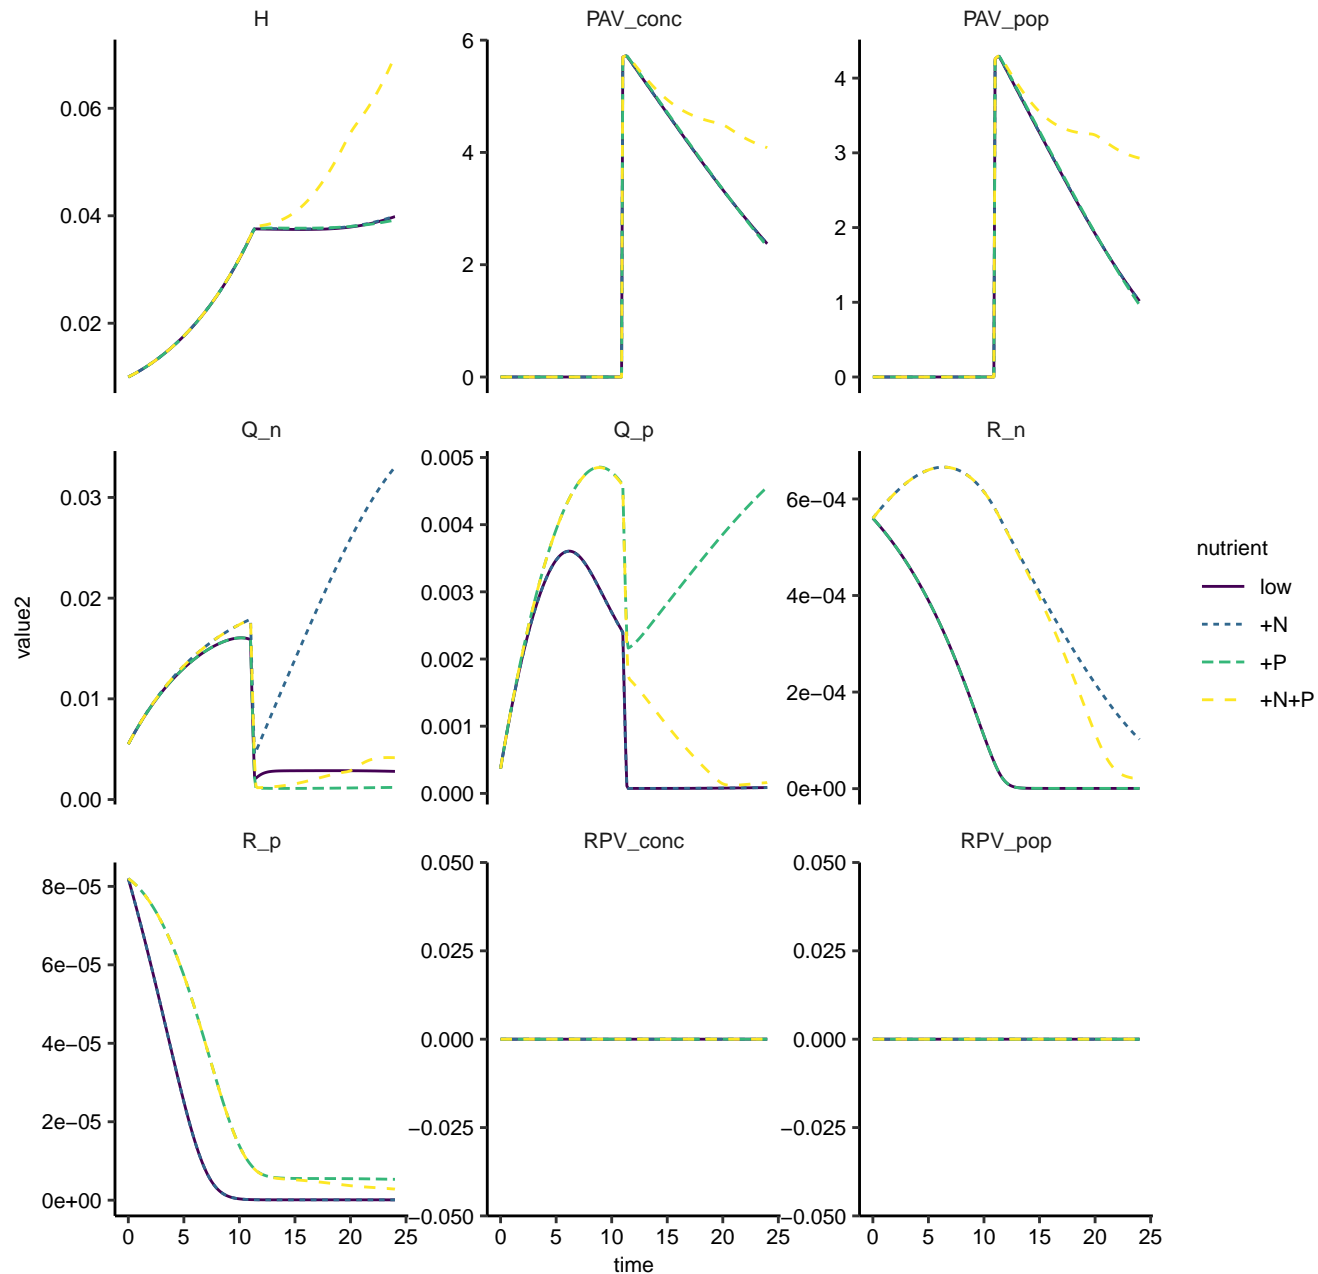 H
PAV_conc
PAV_pop
0.06
0.04
0.02
6
4
2
0
4
3
2
1
0
Q_n
Q_p
R_n
0.03
0.02
0.01
0.00
0.005
0.004
0.003
0.002
0.001
0.000
6e−04
4e−04
2e−04
0e+00
R_p
RPV_conc
RPV_pop
8e−05
6e−05
4e−05
2e−05
0e+00
0.050
0.025
0.000
−0.025
−0.050
0.050
0.025
0.000
−0.025
−0.050
0 5 10 15 20 25
0 5 10 15 20 25
0 5 10 15 20 25
time
value2
nutrient
low
+N
+P
+N+P